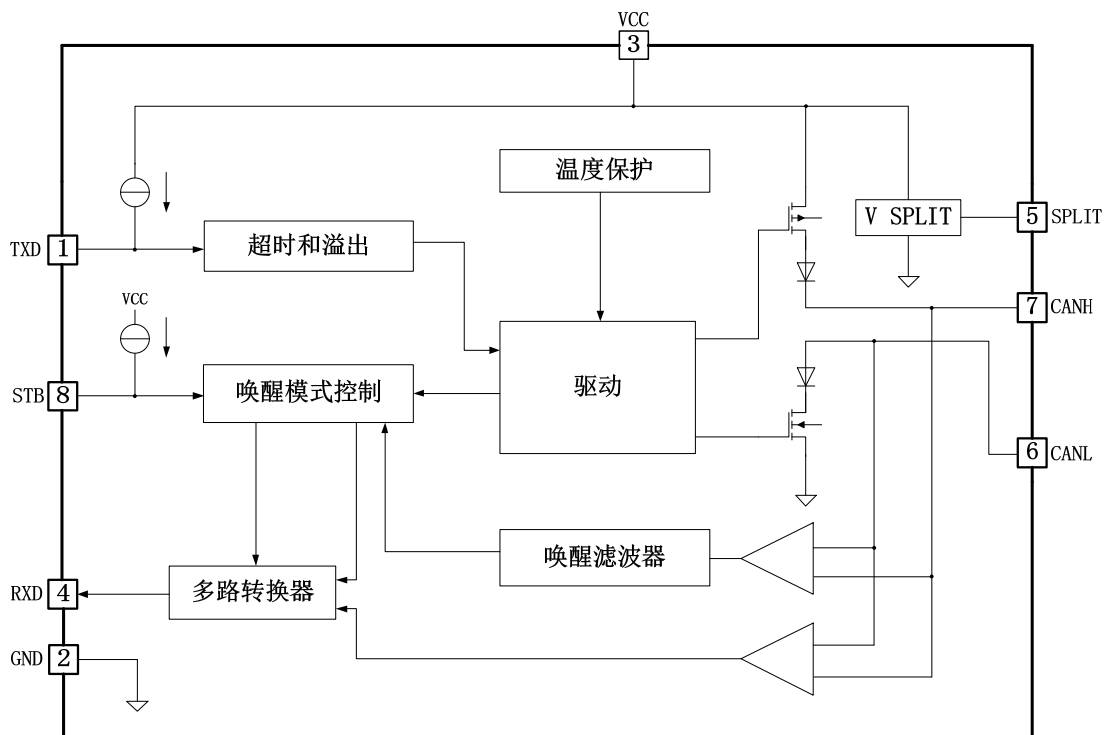 VCC
3
温度保护
V SPLIT
5 SPLIT
TXD 1
超时和溢出
VCC
7 CANH
驱动
STB 8
唤醒模式控制
6 CANL
唤醒滤波器
RXD 4
多路转换器
GND 2